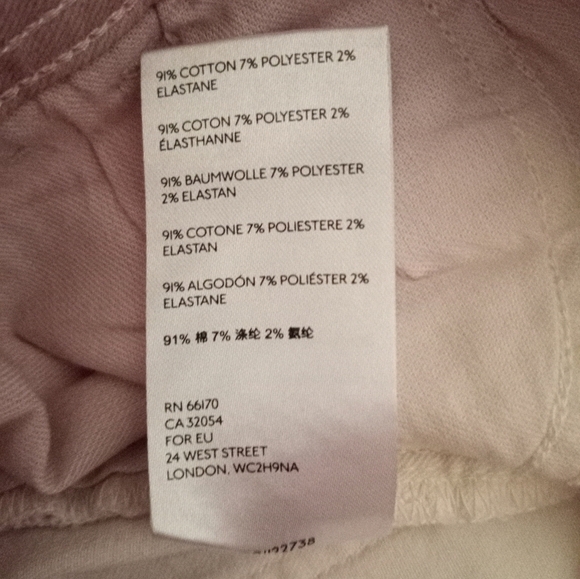 91% COTTON 7% POLYESTER 2%
ELASTANE
91% COTON 7% POLYESTER 2%
ÉLASTHANNE
91% BAUMWOLLE 7% POLYESTER
2% ELASTAN
91% COTONE 7% POLIESTERE 2%
ELASTAN
91% ALGODÓN 7% POLIÉSTER 2%
ELASTANE
91% 棉 7% 涤纶 2% 氨纶
RN 66170
CA 32054
FOR EU
24 WEST STREET
LONDON, WC2H9NA